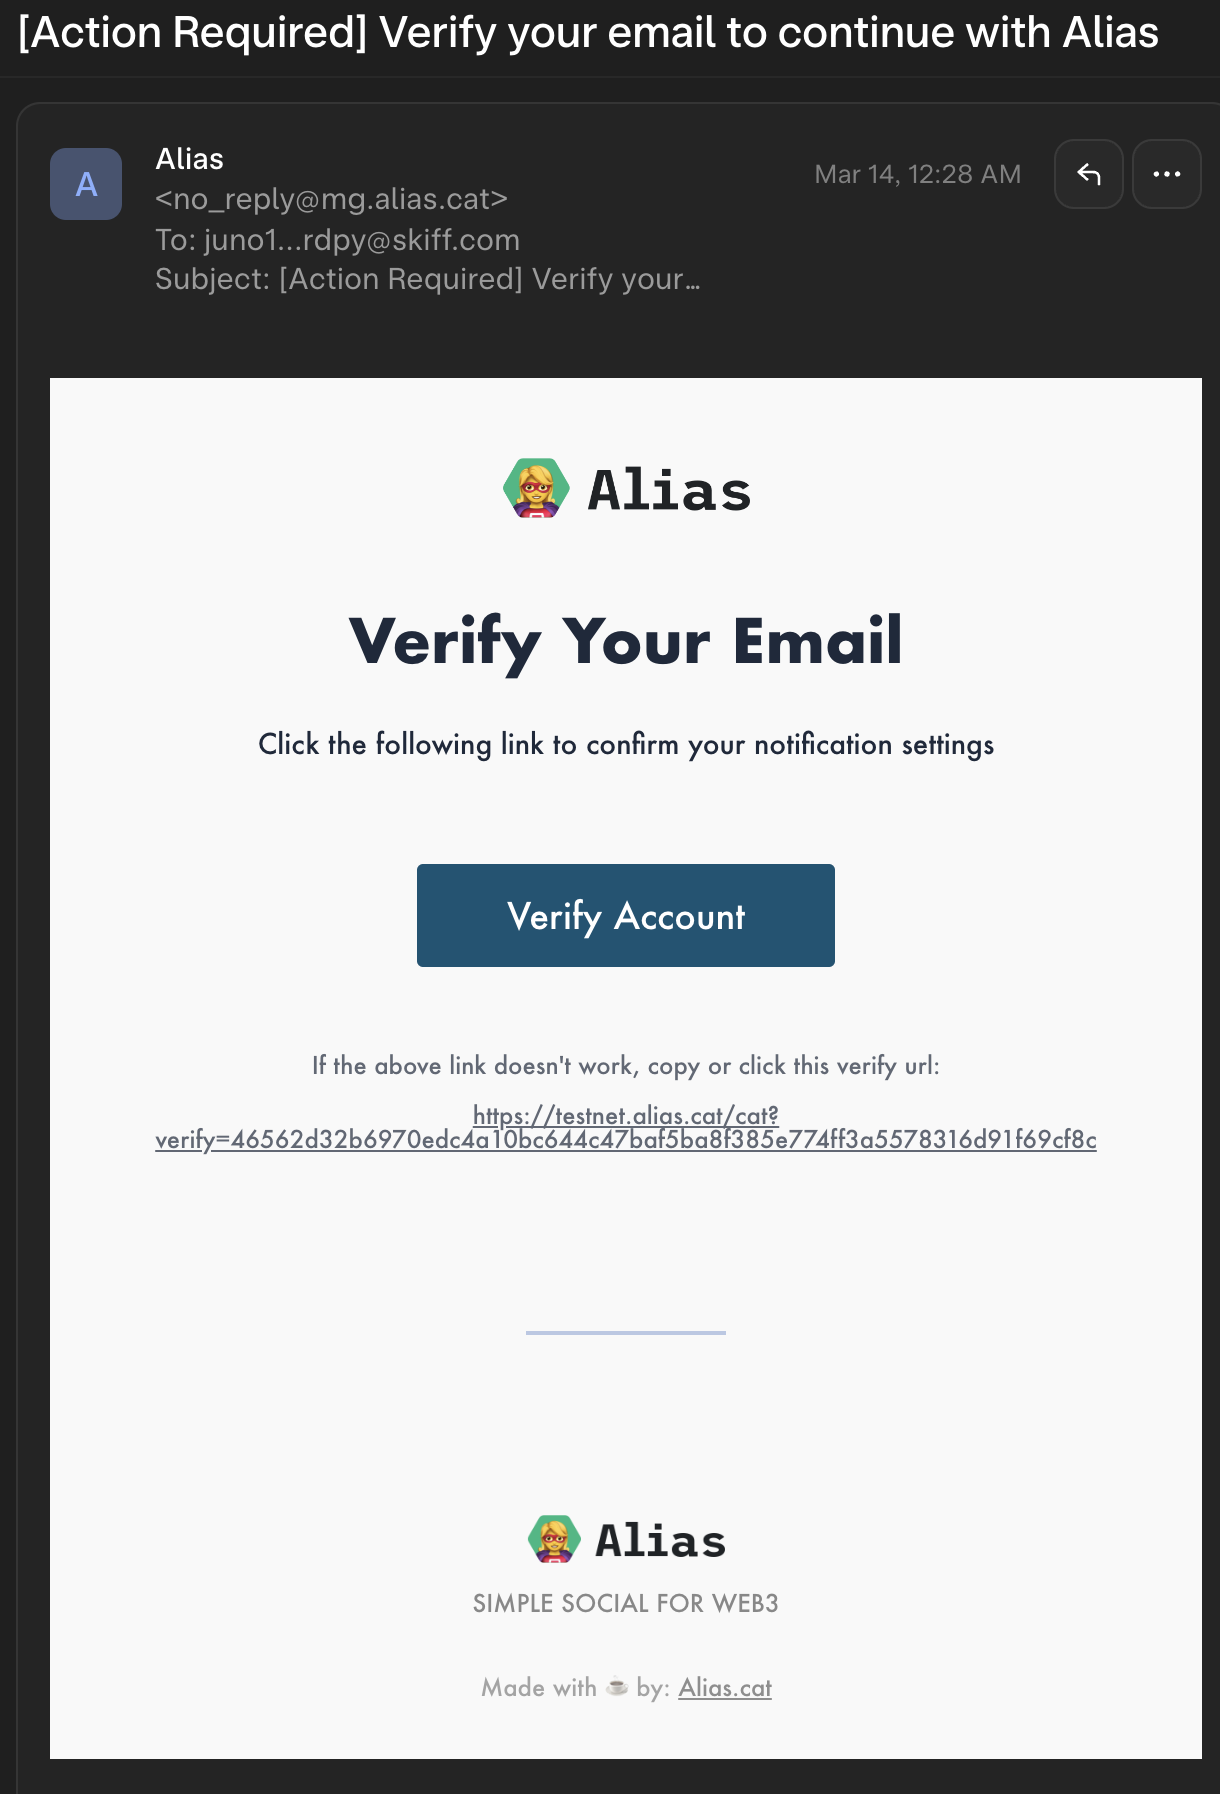 [Action Required] Verify your email to continue with Alias
A
Alias
Mar 14, 12:28 AM
<no_reply@mg.alias.cat>
To: juno1...rdpy@skiff.com
Subject: [Action Required] Verify your...
Alias
Verify Your Email
Click the following link to confirm your notification settings
Verify Account
If the above link doesn't work, copy or click this verify url:
https://testnet.alias.cat/cat?
verify=46562d32b6970edc4a10bc644c47baf5ba8f385e774ff3a5578316d91f69cf8c
Alias
SIMPLE SOCIAL FOR WEB3
Made with ☕ by: Alias.cat